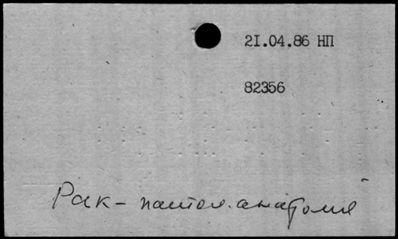 21.04.86 НП
82356
Рак - патол. анатомия